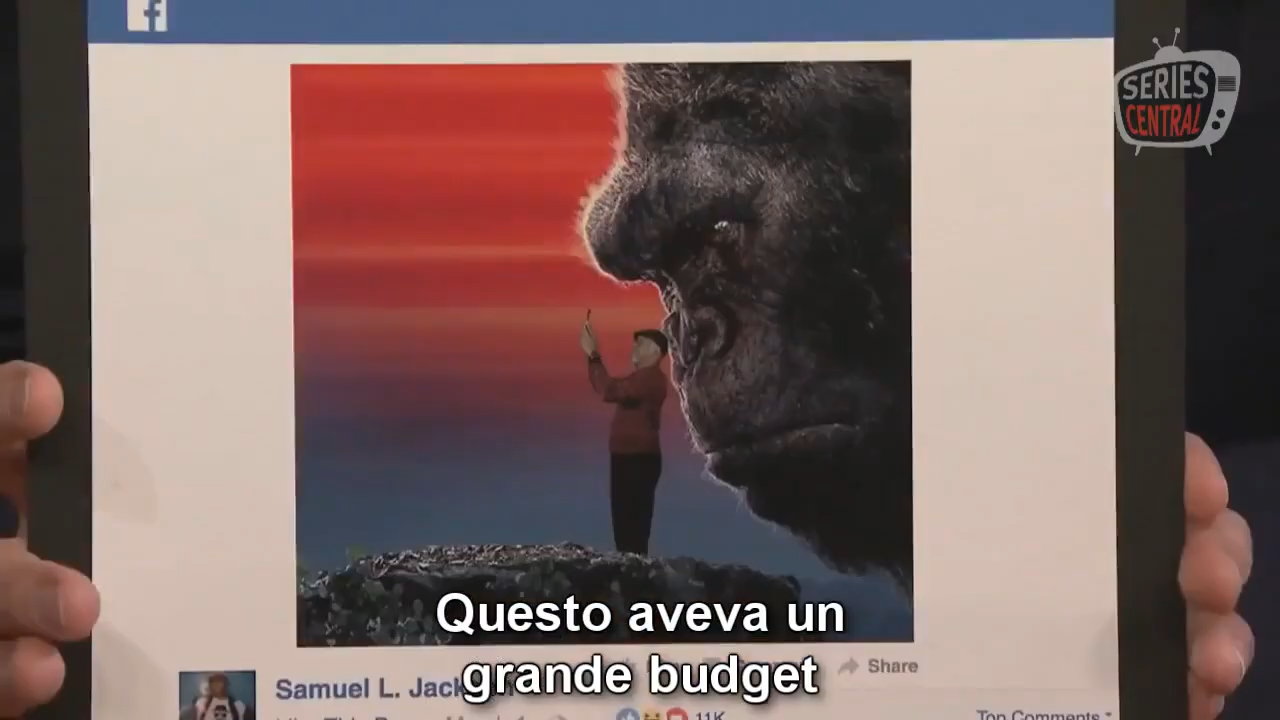 f
SERIES
CENTRAL
Share
Samuel L. Jack
Questo aveva un
grande budget
11K
Top Comments